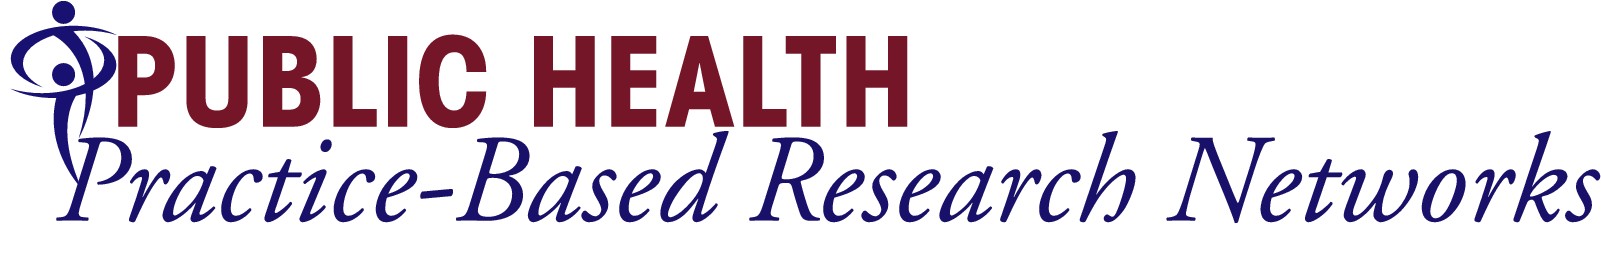 PUBLIC HEALTH
Practice-Based Research Networks